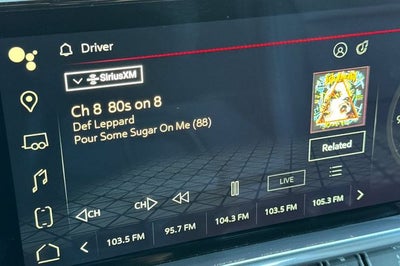 Driver
SiriusXM
Ch 8 80s on 8
Def Leppard
Pour Some Sugar On Me (88)
Related
CH CH LIVE
103.5 FM 95.7 FM 104.3 FM 103.5 FM 105.3 FM